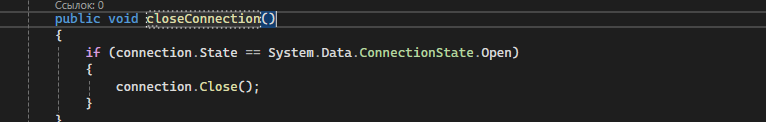 Ссылок: 0
public void closeConnection()
{
if (connection.State == System.Data.ConnectionState.Open)
{
connection.Close();
}
}